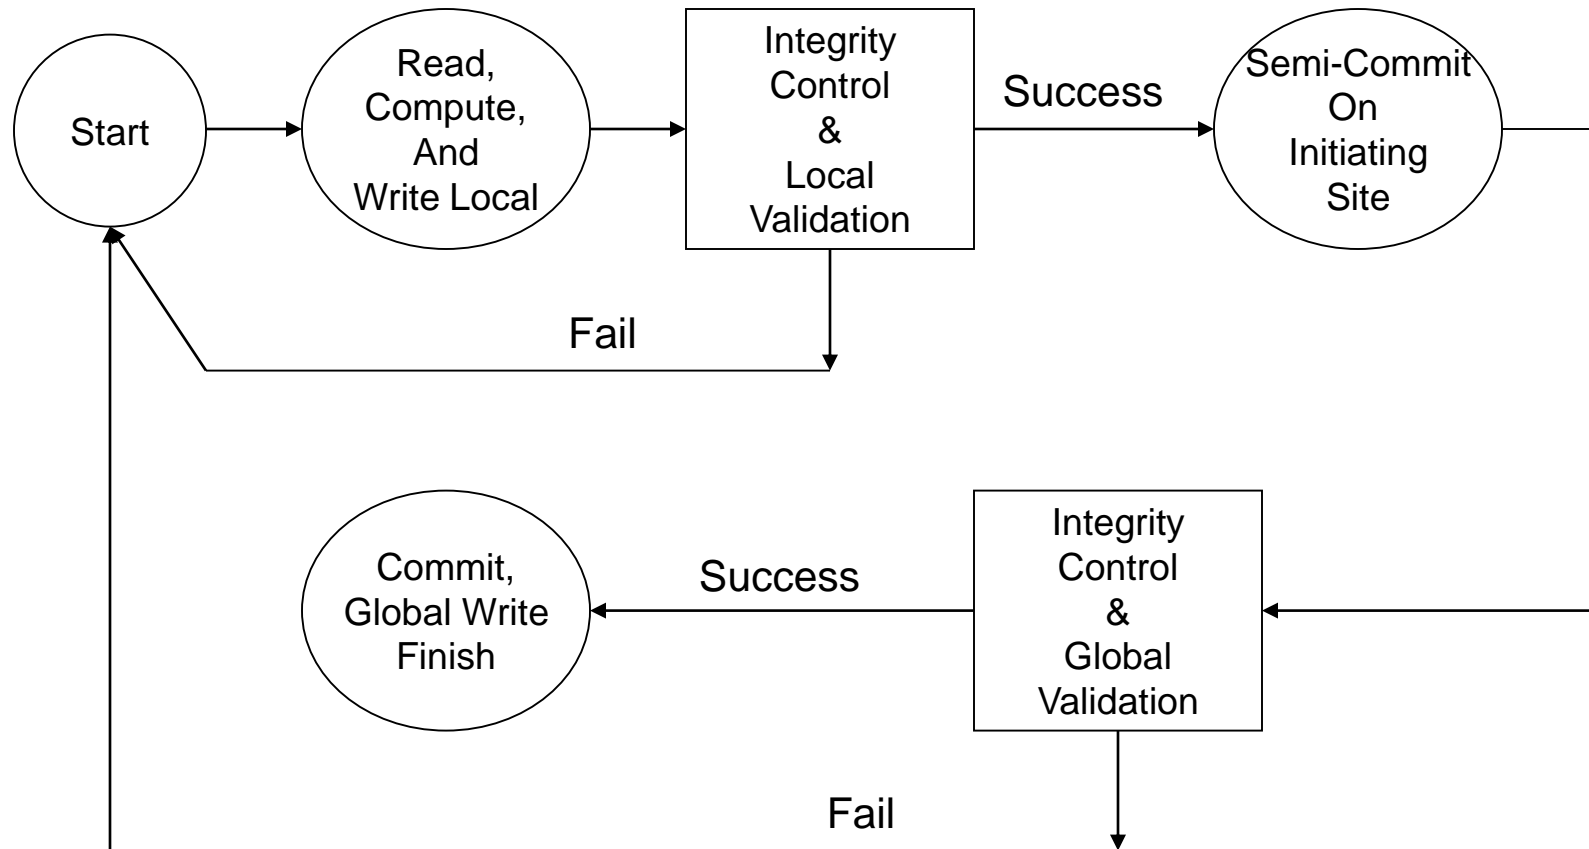 Start
Read,
Compute,
And
Write Local
Integrity
Control
&
Local
Validation
Success
Semi-Commit
On
Initiating
Site
Fail
Commit,
Global Write
Finish
Success
Integrity
Control
&
Global
Validation
Fail